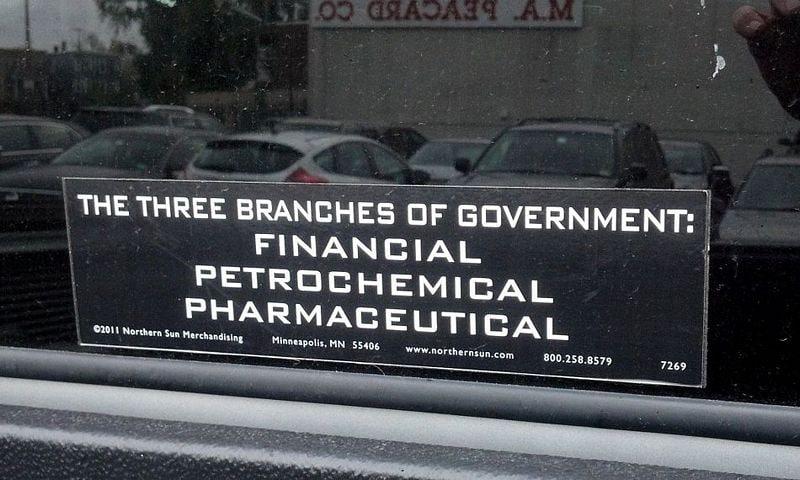 M.A. PEACARD CO.
THE THREE BRANCHES OF GOVERNMENT:
FINANCIAL
PETROCHEMICAL
PHARMACEUTICAL
©2011 Northern Sun Merchandising Minneapolis, MN 55406 www.northernsun.com 800.258.8579 7269